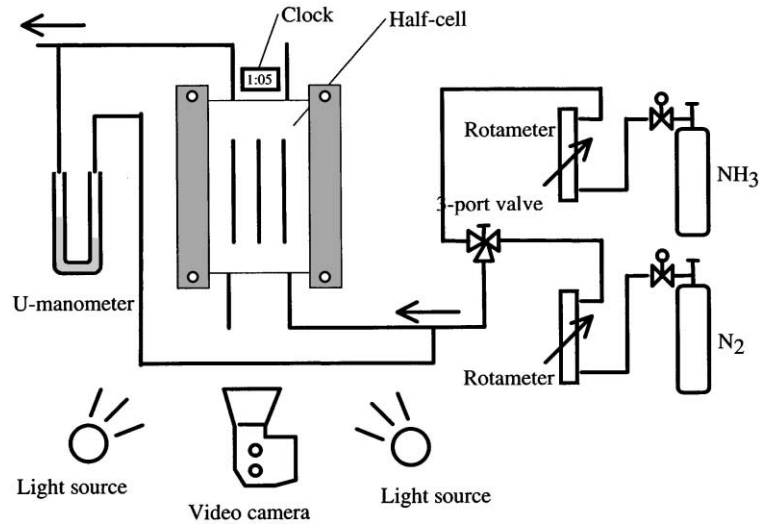 Clock
Half-cell
1:05
Rotameter
NH3
3-port valve
U-manometer
N2
Rotameter
Light source
Video camera
Light source